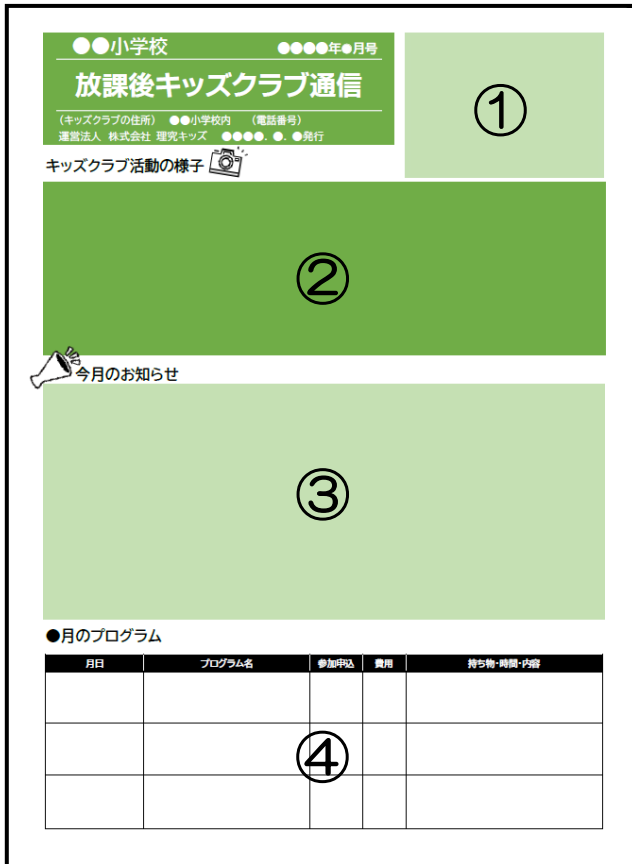 ●●小学校 ●●●●年●月号
放課後キッズクラブ通信
(キッズクラブの住所) ●●小学校内 (電話番号)
運営法人 株式会社 理究キッズ ●●●●. ●. ●発行
①
キッズクラブ活動の様子
②
今月のお知らせ
③
●月のプログラム
月日 プログラム名 参加申込 費用 持ち物・時間・内容
④